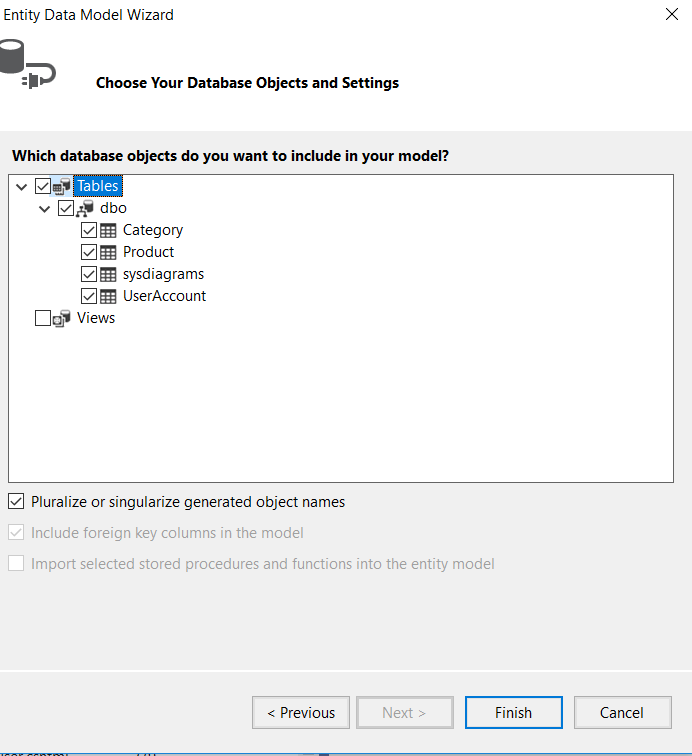 Entity Data Model Wizard
Choose Your Database Objects and Settings
Which database objects do you want to include in your model?
Tables
dbo
Category
Product
sysdiagrams
UserAccount
Views
Pluralize or singularize generated object names
Include foreign key columns in the model
Import selected stored procedures and functions into the entity model
< Previous
Next >
Finish
Cancel